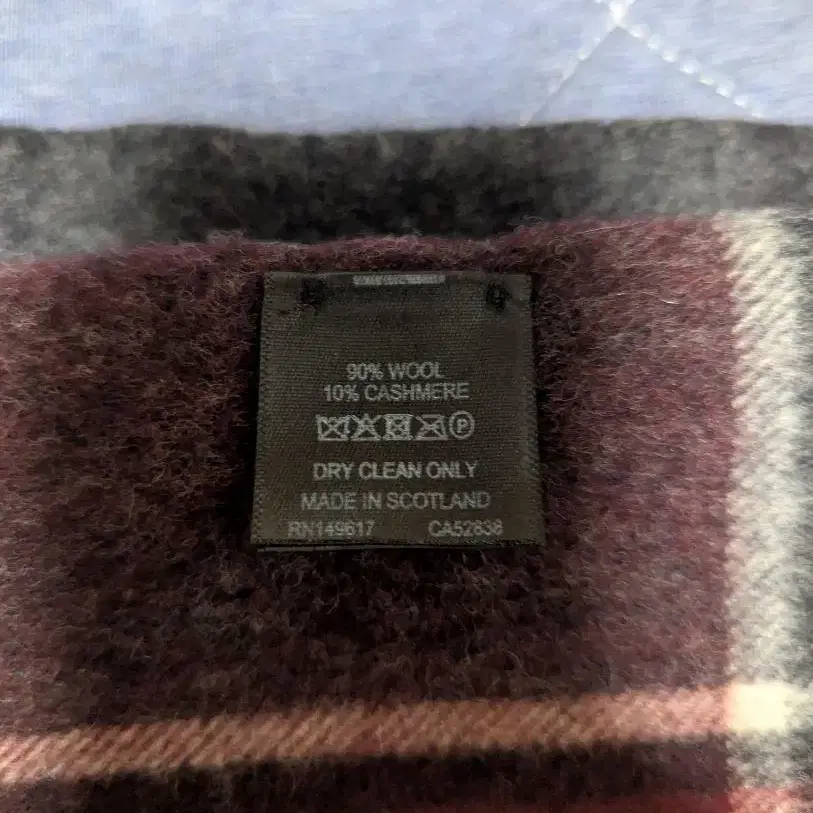 90% WOOL
10% CASHMERE
P
DRY CLEAN ONLY
MADE IN SCOTLAND
RN149617 CA52838